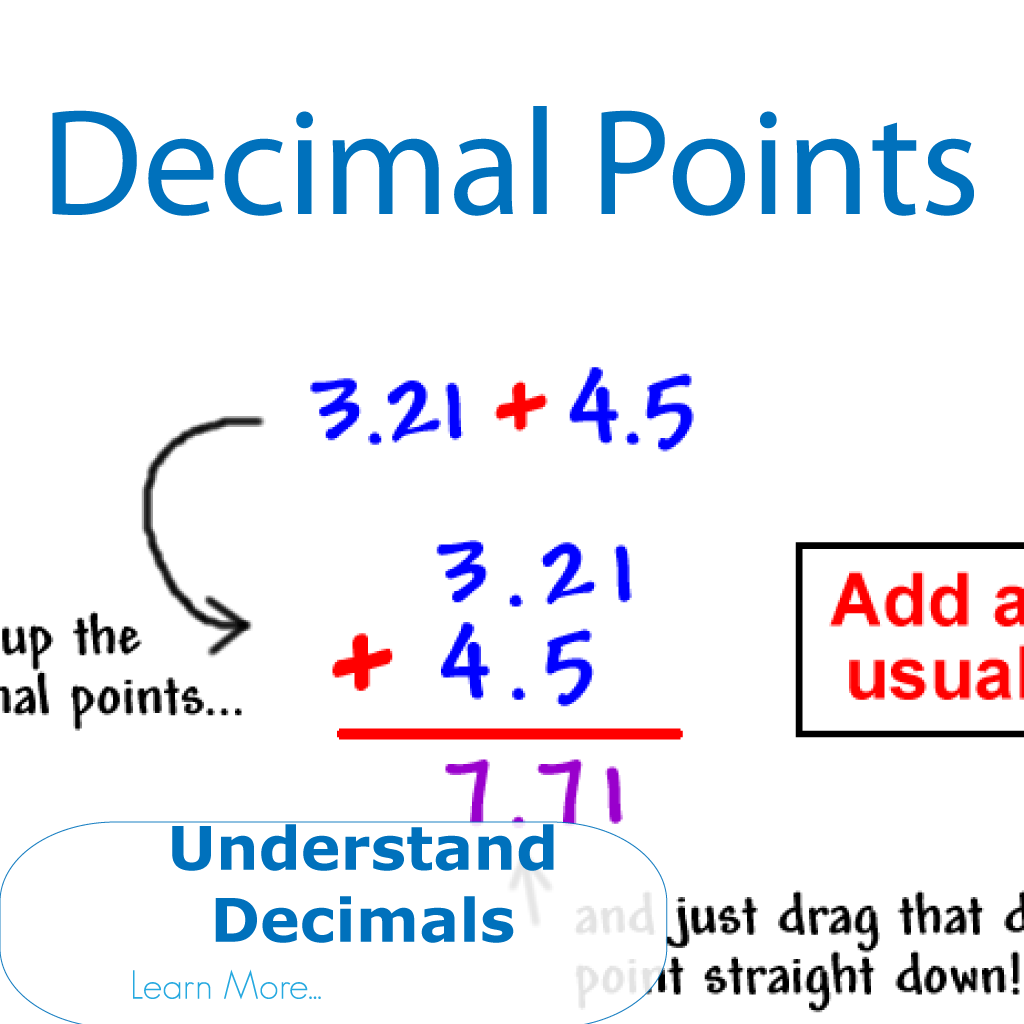 Decimal Points
3.21 + 4.5
3.21
up the
+ 4.5
nal points...
Add a
usual
7.71
Understand
Decimals
and just drag that d
point straight down!
Learn More...